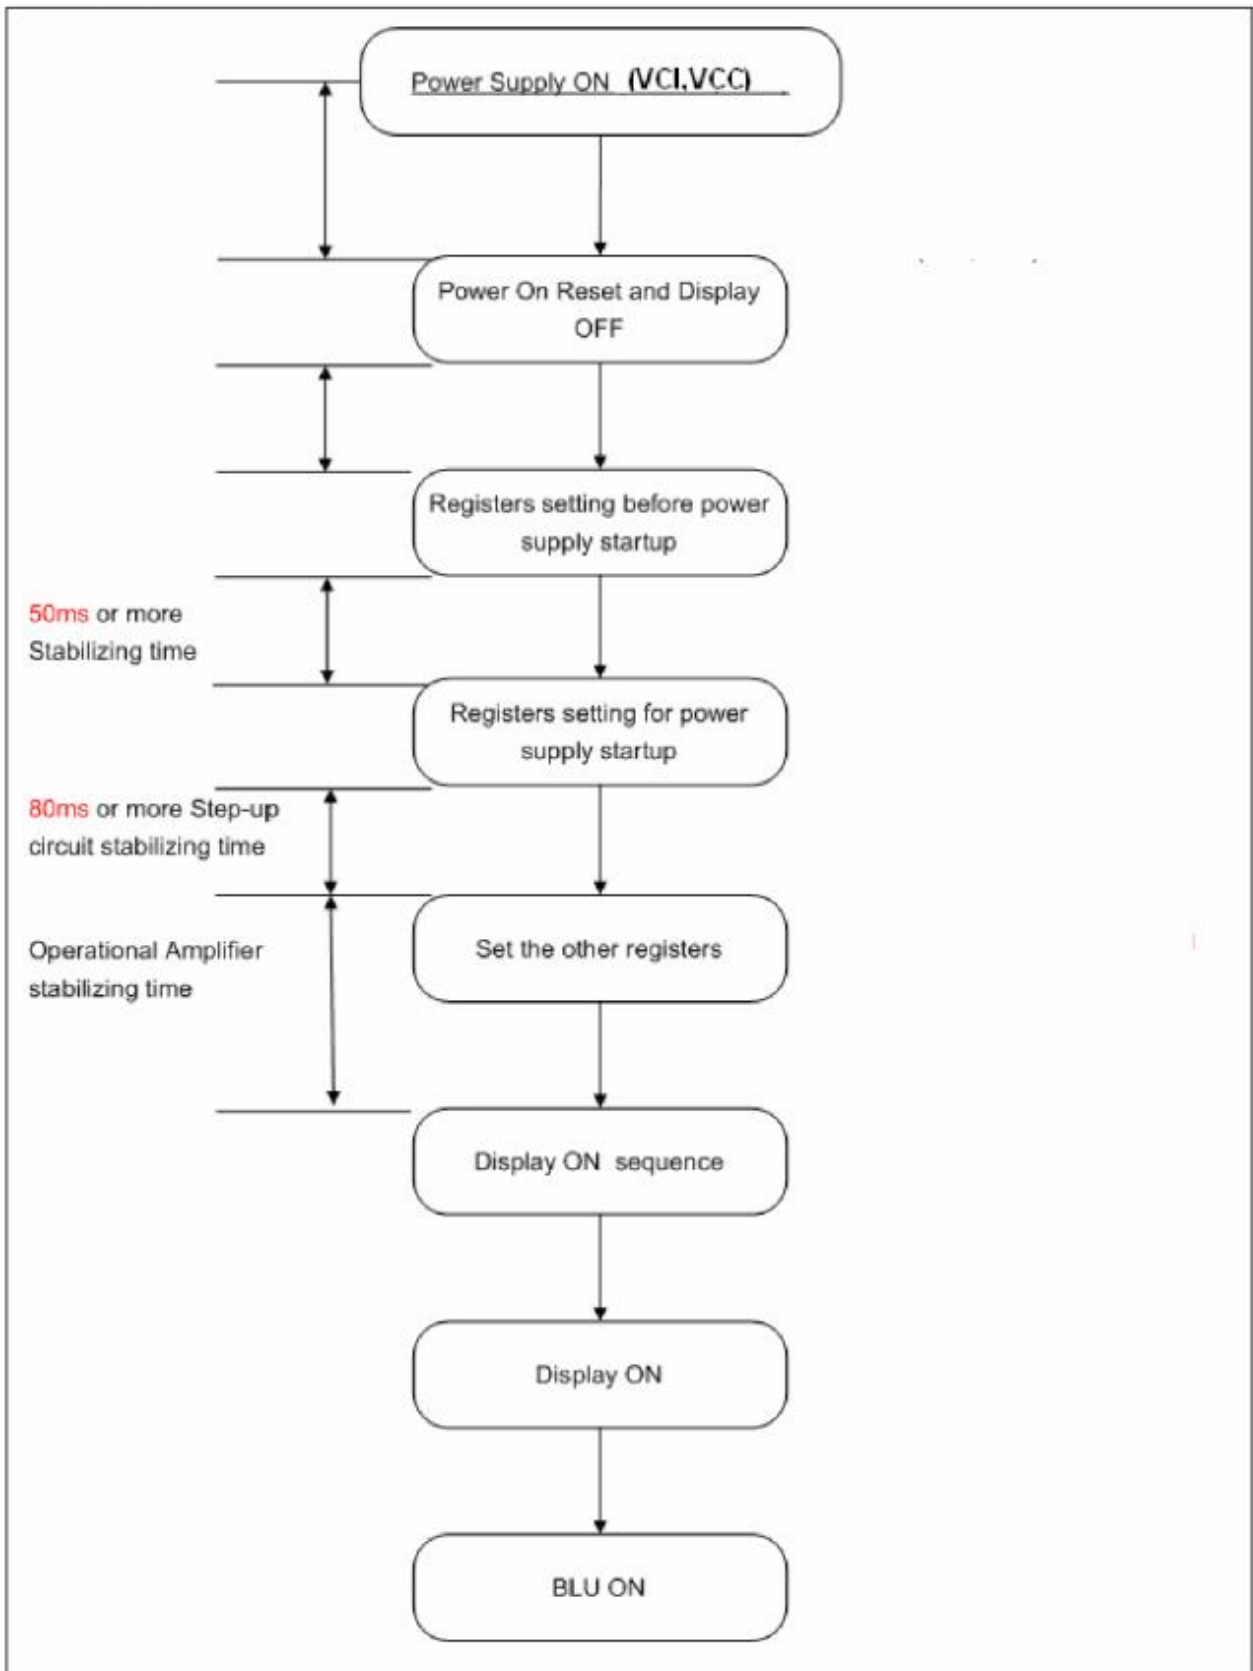 Power Supply ON (VCI,VCC)
Power On Reset and Display
OFF
Registers setting before power
supply startup
50ms or more
Stabilizing time
Registers setting for power
supply startup
80ms or more Step-up
circuit stabilizing time
Operational Amplifier
stabilizing time
Set the other registers
Display ON sequence
Display ON
BLU ON